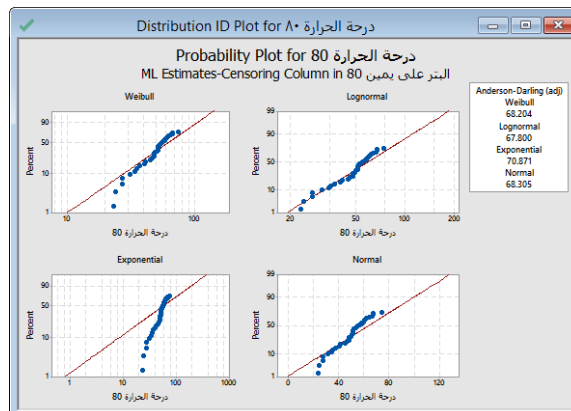 Distribution ID Plot for ٨٠ درجة الحرارة
Probability Plot for 80 درجة الحرارة
ML Estimates-Censoring Column in 80 البتر على يمين
Weibull
Percent
90
50
10
1
10
100
درجة الحرارة 80
Lognormal
Percent
99
90
50
10
1
20
50
100
200
درجة الحرارة 80
Anderson-Darling (adj)
Weibull
68.204
Lognormal
67.800
Exponential
70.871
Normal
68.305
Exponential
Percent
90
50
10
1
1
10
100
1000
درجة الحرارة 80
Normal
Percent
99
90
50
10
1
0
40
80
120
درجة الحرارة 80